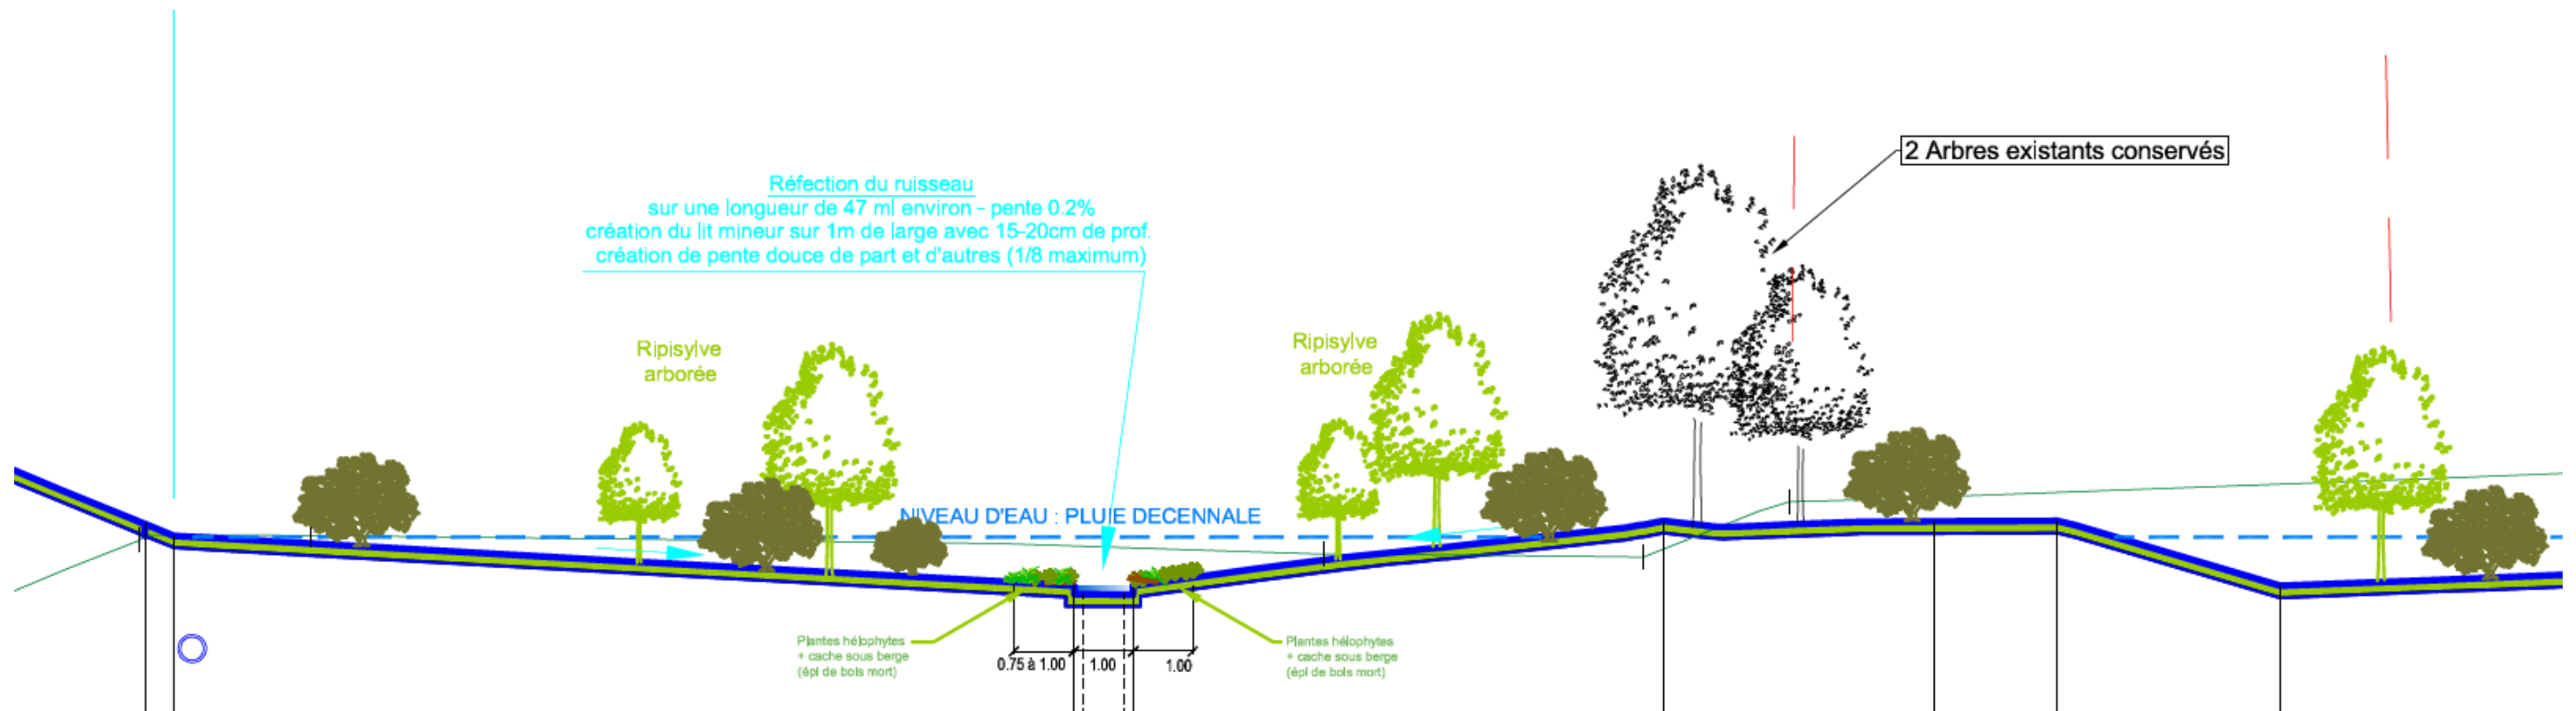 2 Arbres existants conservés
Réfection du ruisseau
sur une longueur de 47 ml environ - pente 0.2%
création du lit mineur sur 1m de large avec 15-20cm de prof.
création de pente douce de part et d'autres (1/8 maximum)
Ripisylve
arborée
Ripisylve
arborée
NIVEAU D'EAU : PLUIE DECENNALE
Plantes hélophytes
+ cache sous berge
(épi de bois mort)
0.75 à 1.00
1.00
1.00
Plantes hélophytes
+ cache sous berge
(épi de bois mort)